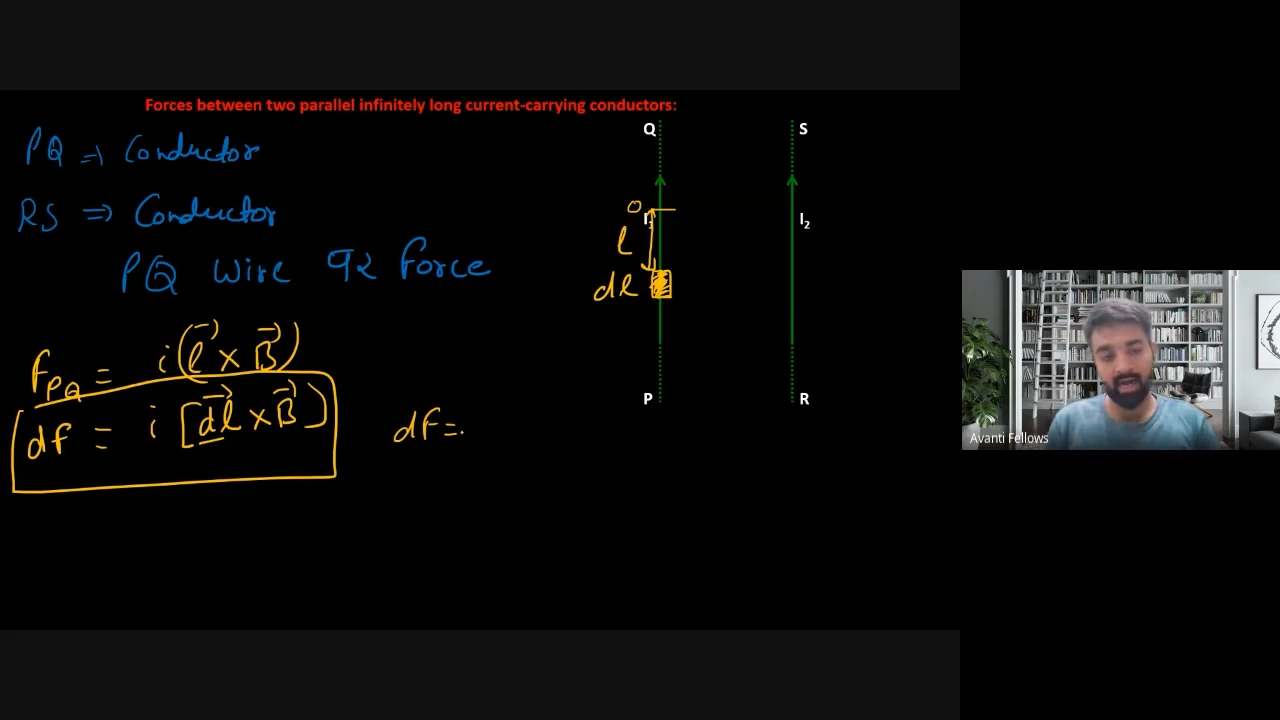 Forces between two parallel infinitely long current-carrying conductors:
PQ ⇒ Conductor
RS ⇒ Conductor
PQ wire पर force
F_PQ = i(l⃗ × B⃗)
df = i [d⃗l × B⃗]
dF =
Q
S
O
I₁
I₂
l
dl
P
R
Avanti Fellows